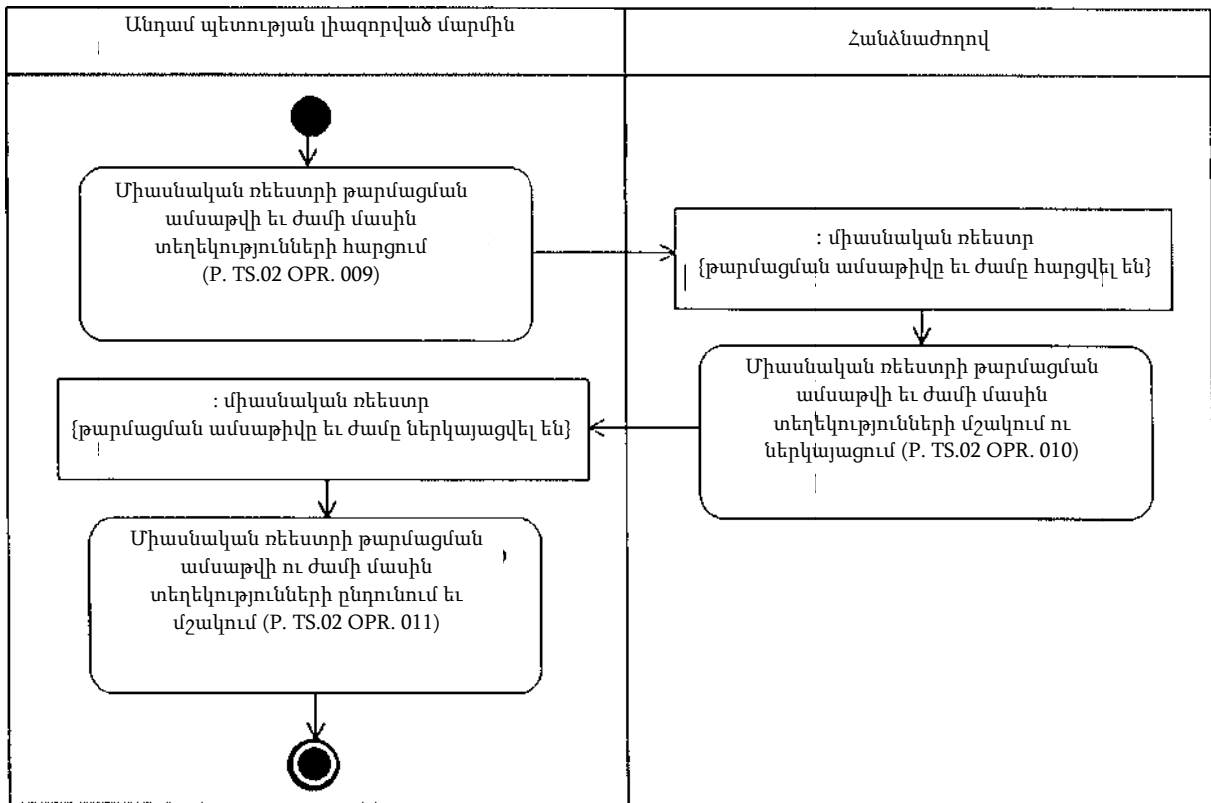 Անդամ պետության լիազորված մարմին
Հանձնաժողով
Միասնական ռեեստրի թարմացման
ամսաթվի եւ ժամի մասին
տեղեկությունների հարցում
(P. TS.02 OPR. 009)
: միասնական ռեեստր
{թարմացման ամսաթիվը եւ ժամը հարցվել են}
Միասնական ռեեստրի թարմացման
ամսաթվի եւ ժամի մասին
տեղեկությունների մշակում ու
ներկայացում (P. TS.02 OPR. 010)
: միասնական ռեեստր
{թարմացման ամսաթիվը եւ ժամը ներկայացվել են}
Միասնական ռեեստրի թարմացման
ամսաթվի ու ժամի մասին
տեղեկությունների ընդունում եւ
մշակում (P. TS.02 OPR. 011)